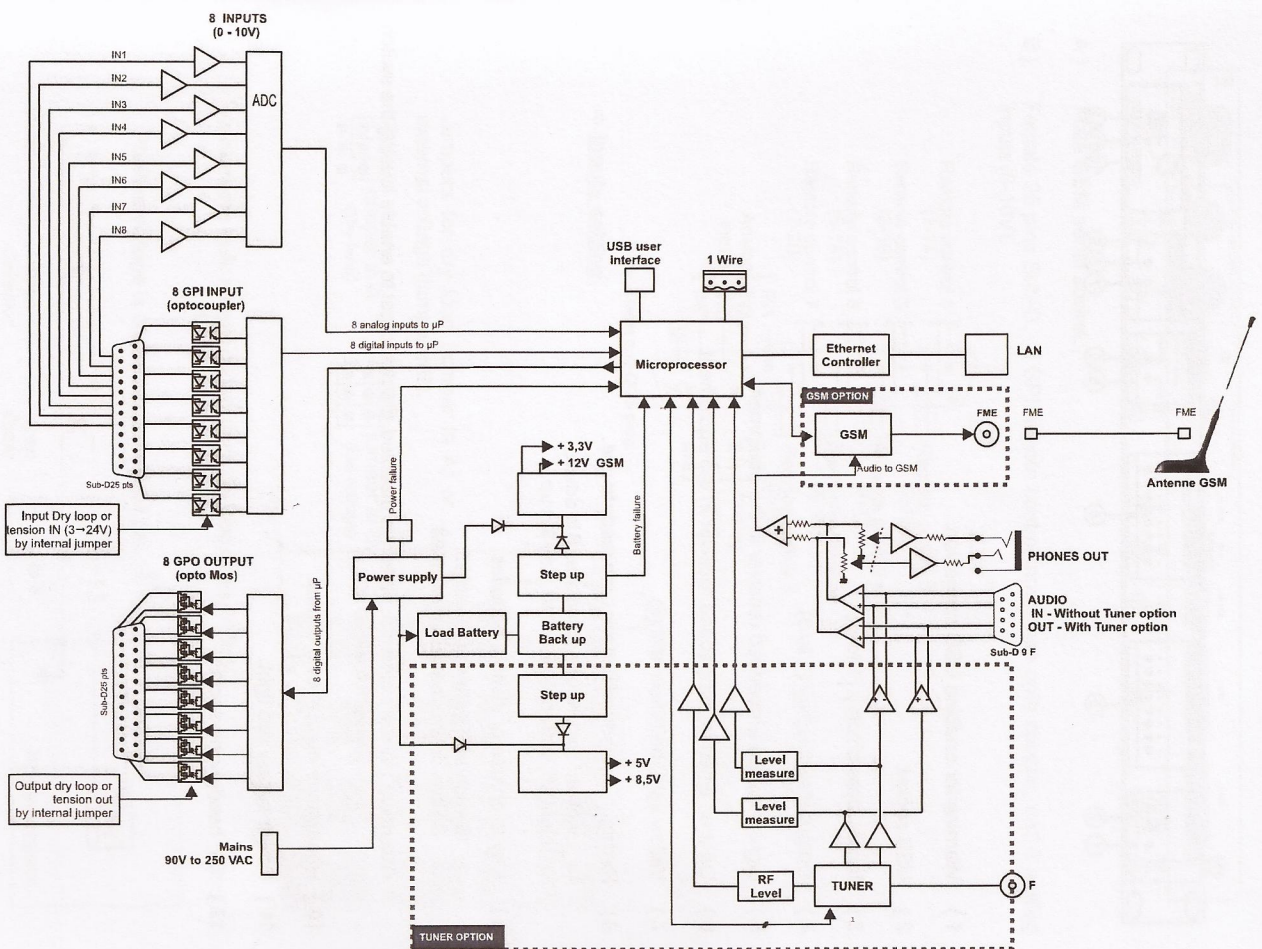 8 INPUTS
(0 - 10V)
IN1
IN2
IN3
IN4
IN5
IN6
IN7
IN8
ADC
8 GPI INPUT
(optocoupler)
Sub-D25 pts
Input Dry loop or
tension IN (3→24V)
by internal jumper
8 GPO OUTPUT
(opto Mos)
Sub-D25 pts
Output dry loop or
tension out
by internal jumper
Mains
90V to 250 VAC
8 analog inputs to µP
8 digital inputs to µP
8 digital outputs from µP
Power failure
Power supply
Load Battery
+ 3,3V
+ 12V GSM
Step up
Battery
Back up
Step up
+ 5V
+ 8,5V
Battery failure
USB user
interface
1 Wire
Microprocessor
Ethernet
Controller
LAN
GSM OPTION
GSM
FME
Audio to GSM
FME
FME
Antenne GSM
+
PHONES OUT
AUDIO
IN - Without Tuner option
OUT - With Tuner option
Sub-D 9 F
-
+
-
+
+ -
+ -
Level
measure
Level
measure
RF
Level
TUNER
F
1
TUNER OPTION